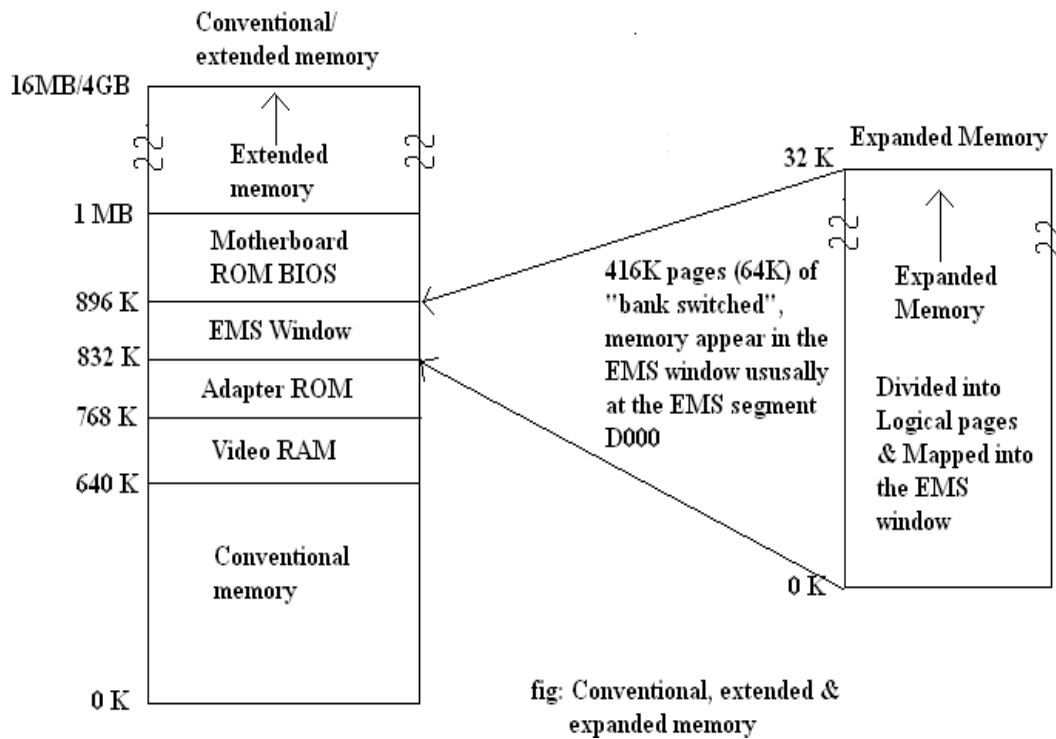 Conventional/
extended memory
16MB/4GB
Extended
memory
1 MB
Motherboard
ROM BIOS
896 K
EMS Window
832 K
Adapter ROM
768 K
Video RAM
640 K
Conventional
memory
0 K
416K pages (64K) of
"bank switched",
memory appear in the
EMS window ususally
at the EMS segment
D000
Expanded Memory
32 K
Expanded
Memory
Divided into
Logical pages
& Mapped into
the EMS
window
0 K
fig: Conventional, extended &
expanded memory